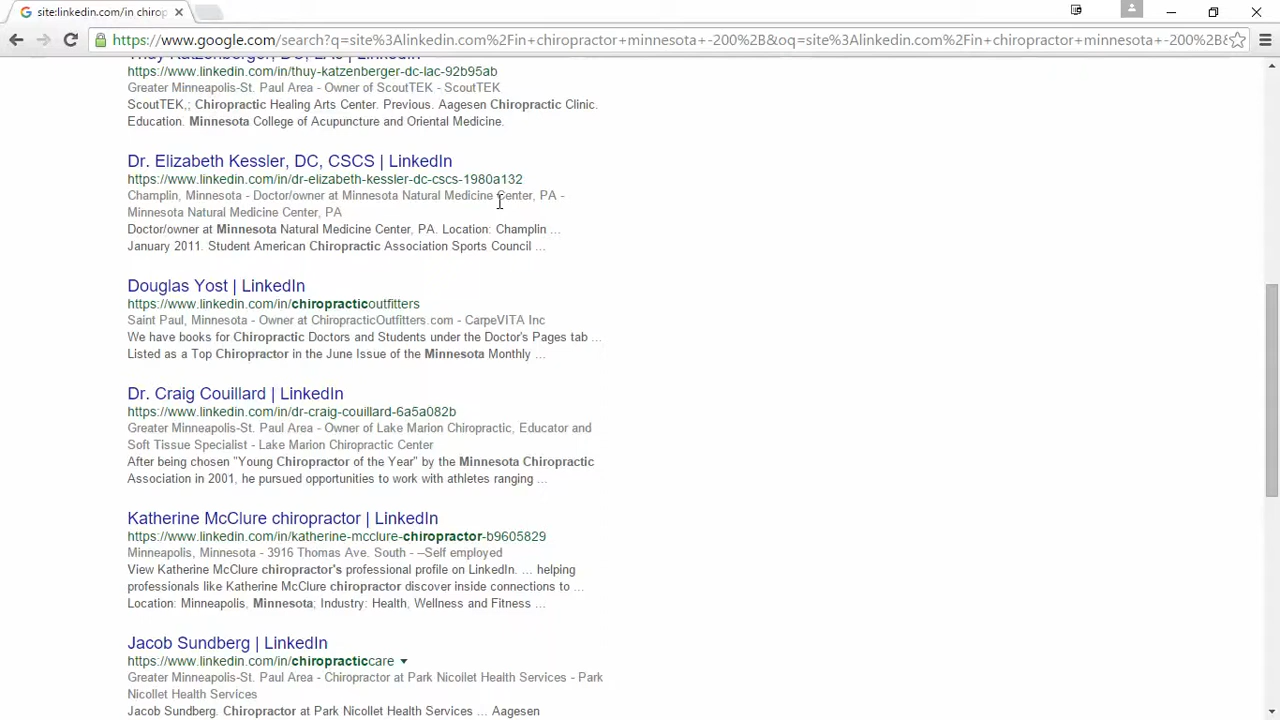 site:linkedin.com/in chirop
https://www.google.com/search?q=site%3Alinkedin.com%2Fin+chiropractor+minnesota+-200%2B&oq=site%3Alinkedin.com%2Fin+chiropractor+minnesota+-200%2B&
Thuy Katzenberger, DC, LAc | LinkedIn
https://www.linkedin.com/in/thuy-katzenberger-dc-lac-92b95ab
Greater Minneapolis-St. Paul Area - Owner of ScoutTEK - ScoutTEK
ScoutTEK,; Chiropractic Healing Arts Center. Previous. Aagesen Chiropractic Clinic.
Education. Minnesota College of Acupuncture and Oriental Medicine.
Dr. Elizabeth Kessler, DC, CSCS | LinkedIn
https://www.linkedin.com/in/dr-elizabeth-kessler-dc-cscs-1980a132
Champlin, Minnesota - Doctor/owner at Minnesota Natural Medicine Center, PA -
Minnesota Natural Medicine Center, PA
Doctor/owner at Minnesota Natural Medicine Center, PA. Location: Champlin ...
January 2011. Student American Chiropractic Association Sports Council ...
Douglas Yost | LinkedIn
https://www.linkedin.com/in/chiropracticoutfitters
Saint Paul, Minnesota - Owner at ChiropracticOutfitters.com - CarpeVITA Inc
We have books for Chiropractic Doctors and Students under the Doctor's Pages tab ...
Listed as a Top Chiropractor in the June Issue of the Minnesota Monthly ...
Dr. Craig Couillard | LinkedIn
https://www.linkedin.com/in/dr-craig-couillard-6a5a082b
Greater Minneapolis-St. Paul Area - Owner of Lake Marion Chiropractic, Educator and
Soft Tissue Specialist - Lake Marion Chiropractic Center
After being chosen "Young Chiropractor of the Year" by the Minnesota Chiropractic
Association in 2001, he pursued opportunities to work with athletes ranging ...
Katherine McClure chiropractor | LinkedIn
https://www.linkedin.com/in/katherine-mcclure-chiropractor-b9605829
Minneapolis, Minnesota - 3916 Thomas Ave. South - --Self employed
View Katherine McClure chiropractor's professional profile on LinkedIn. ... helping
professionals like Katherine McClure chiropractor discover inside connections to ...
Location: Minneapolis, Minnesota; Industry: Health, Wellness and Fitness ...
Jacob Sundberg | LinkedIn
https://www.linkedin.com/in/chiropracticcare
Greater Minneapolis-St. Paul Area - Chiropractor at Park Nicollet Health Services - Park
Nicollet Health Services
Jacob Sundberg. Chiropractor at Park Nicollet Health Services ... Aagesen